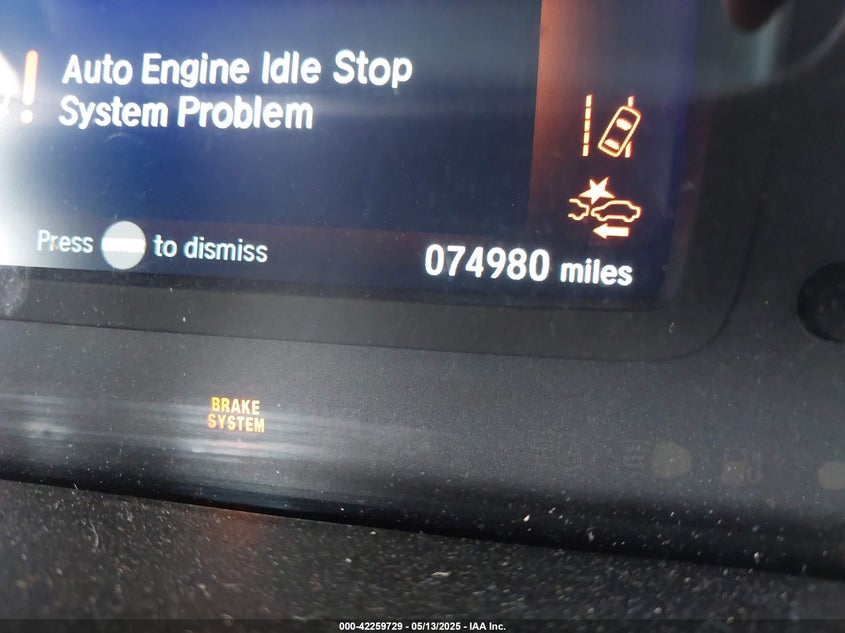 Auto Engine Idle Stop
System Problem
Press ENTER to dismiss
074980 miles
BRAKE
SYSTEM
000-42259729 - 05/13/2025 - IAA Inc.